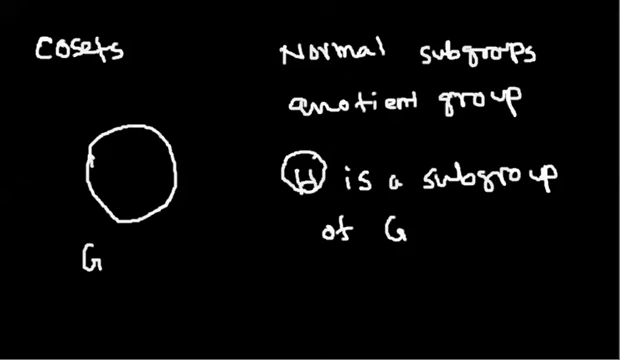 Cosets
G
Normal subgroups
quotient group
H is a subgroup
of G